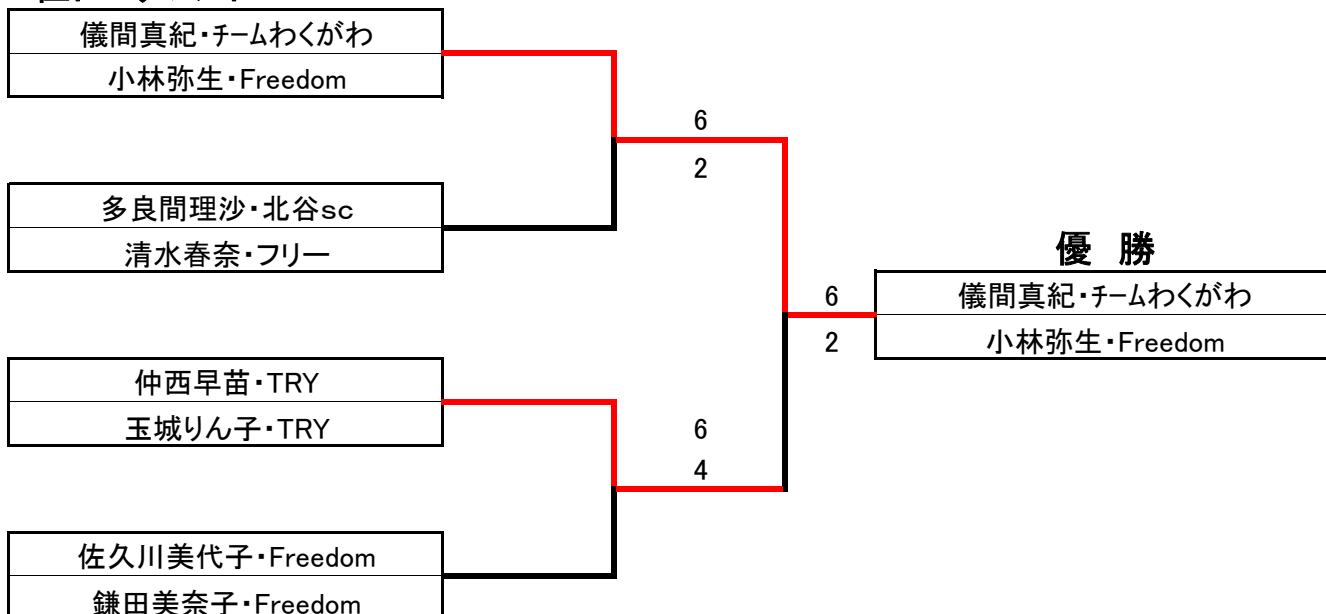 儀間真紀・チームわくがわ
小林弥生・Freedom
6
2
多良間理沙・北谷sc
清水春奈・フリー
優 勝
6
儀間真紀・チームわくがわ
2
小林弥生・Freedom
仲西早苗・TRY
玉城りん子・TRY
6
4
佐久川美代子・Freedom
鎌田美奈子・Freedom